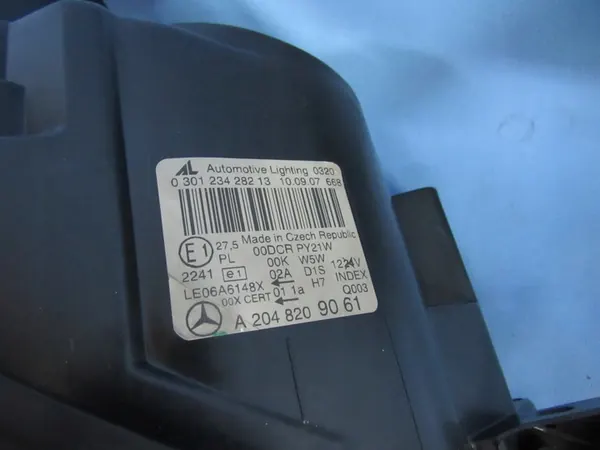 AL Automotive Lighting 0320
0 301 234 282 13 10.09.07 668
Made in Czech Republic
E1 27,5 00DCR PY21W
PL 00K W5W
2241 e1 02A D1S 12 V
LE06A6148X ← 01 1a H7 INDEX
00X CERT ← Q003
A 204 820 90 61